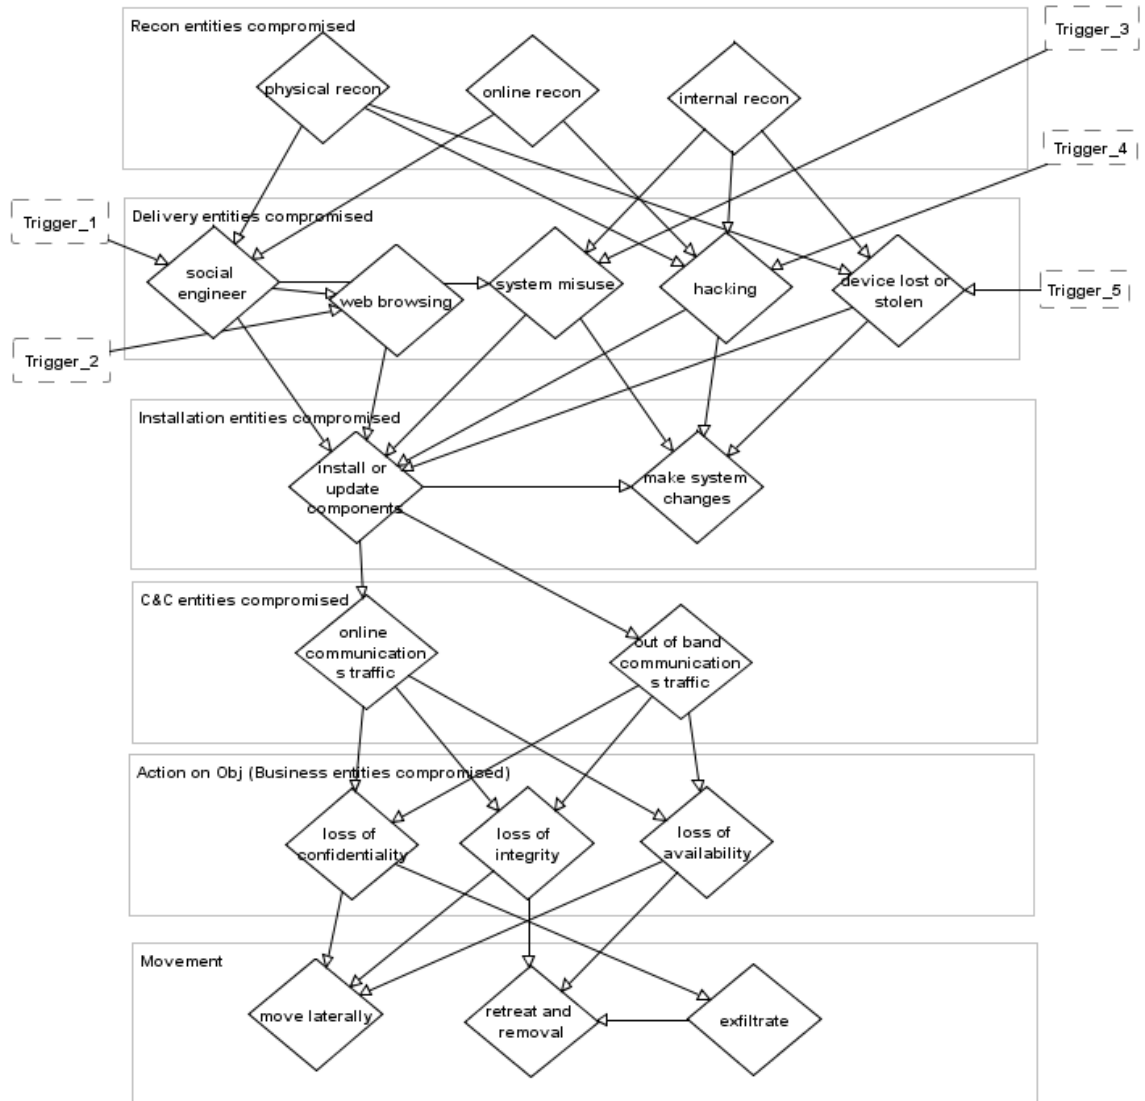 Recon entities compromised
Trigger_3
physical recon
online recon
internal recon
Trigger_4
Delivery entities compromised
Trigger_1
social
engineer
web browsing
system misuse
hacking
device lost or
stolen
Trigger_5
Trigger_2
Installation entities compromised
install or
update
components
make system
changes
C&C entities compromised
online
communication
s traffic
out of band
communication
s traffic
Action on Obj (Business entities compromised)
loss of
confidentiality
loss of
integrity
loss of
availability
Movement
move laterally
retreat and
removal
exfiltrate